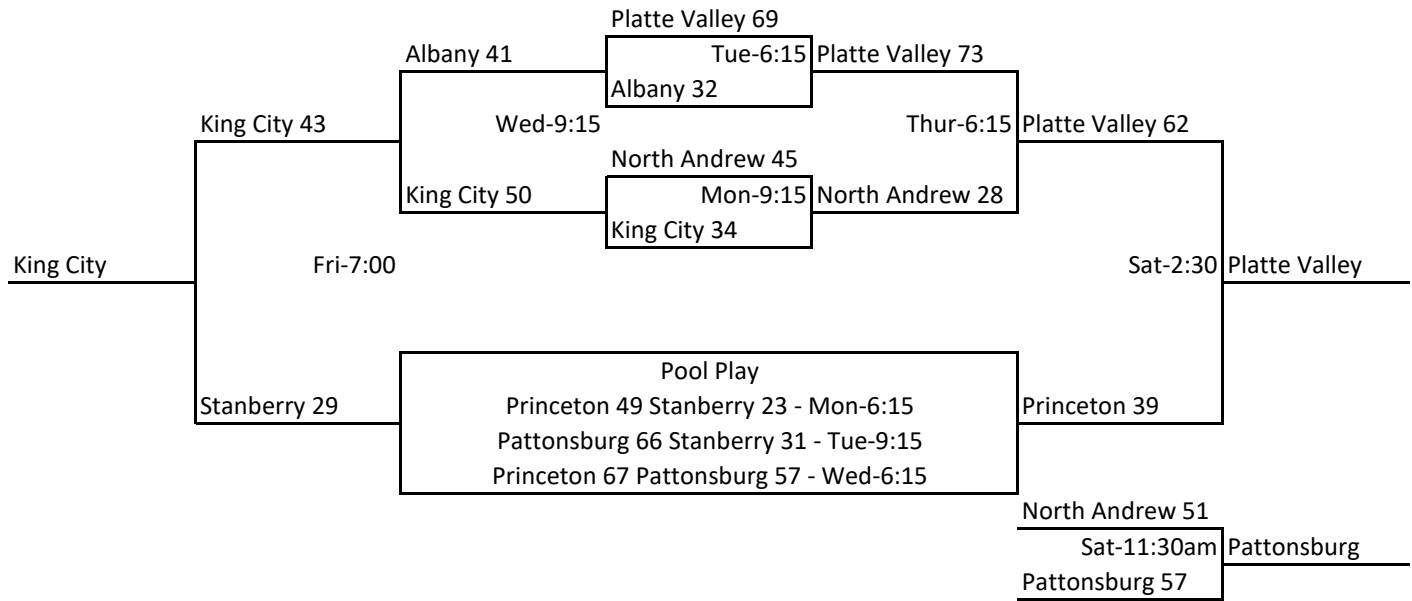 Platte Valley 69
Albany 41
Tue-6:15
Platte Valley 73
Albany 32
King City 43
Wed-9:15
Thur-6:15
Platte Valley 62
North Andrew 45
King City 50
Mon-9:15
North Andrew 28
King City 34
King City
Fri-7:00
Sat-2:30
Platte Valley
Pool Play
Stanberry 29
Princeton 49 Stanberry 23 - Mon-6:15
Princeton 39
Pattonsburg 66 Stanberry 31 - Tue-9:15
Princeton 67 Pattonsburg 57 - Wed-6:15
North Andrew 51
Sat-11:30am
Pattonsburg
Pattonsburg 57